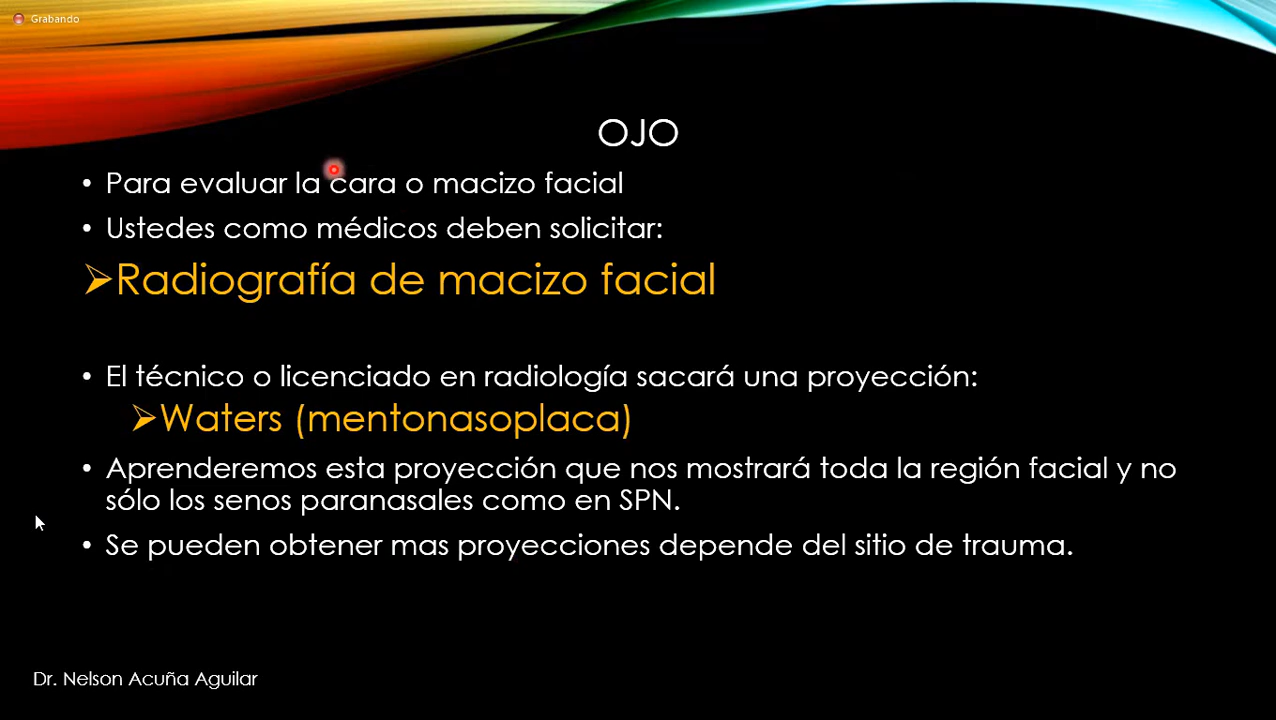 Grabando
OJO
• Para evaluar la cara o macizo facial
• Ustedes como médicos deben solicitar:
➢Radiografía de macizo facial
• El técnico o licenciado en radiología sacará una proyección:
➢Waters (mentonasoplaca)
• Aprenderemos esta proyección que nos mostrará toda la región facial y no
sólo los senos paranasales como en SPN.
• Se pueden obtener mas proyecciones depende del sitio de trauma.
Dr. Nelson Acuña Aguilar